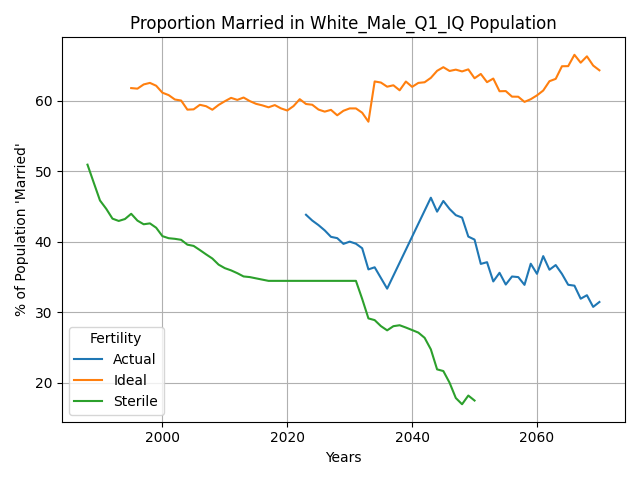 Proportion Married in White_Male_Q1_IQ Population
% of Population 'Married'
60
50
40
30
20
Fertility
Actual
Ideal
Sterile
2000
2020
2040
2060
Years